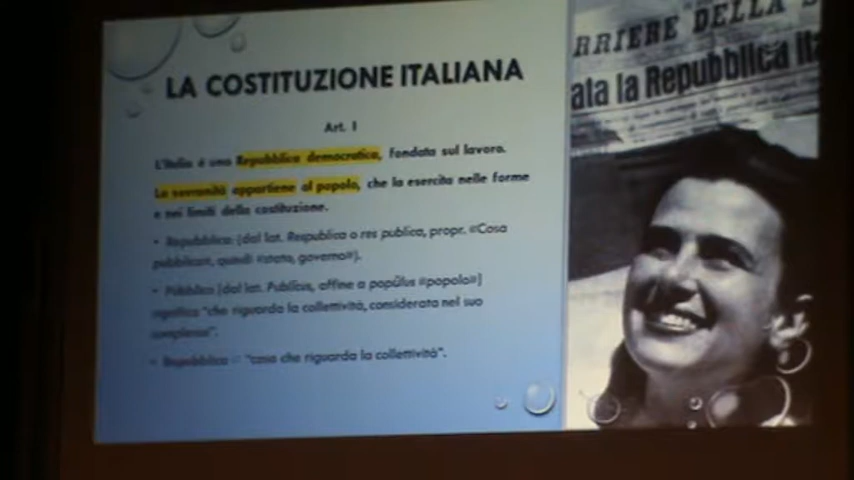 LA COSTITUZIONE ITALIANA
Art. 1
L'Italia é una Repubblica democratica, fondata sul lavoro.
La sovranità appartiene al popolo, che la esercita nelle forme
e nei limiti della costituzione.
• Repubblica: (dal lat. Respublica o res publica, propr. «Cosa
pubblica», quindi «stato, governo»).
• Pubblico (dal lat. Publĭcus, affine a popŭlus «popolo»)
significa "che riguarda la collettività, considerata nel suo
complesso".
• Repubblica = "cosa che riguarda la collettività".
RRIERE DELLA S
ata la Repubblica ita